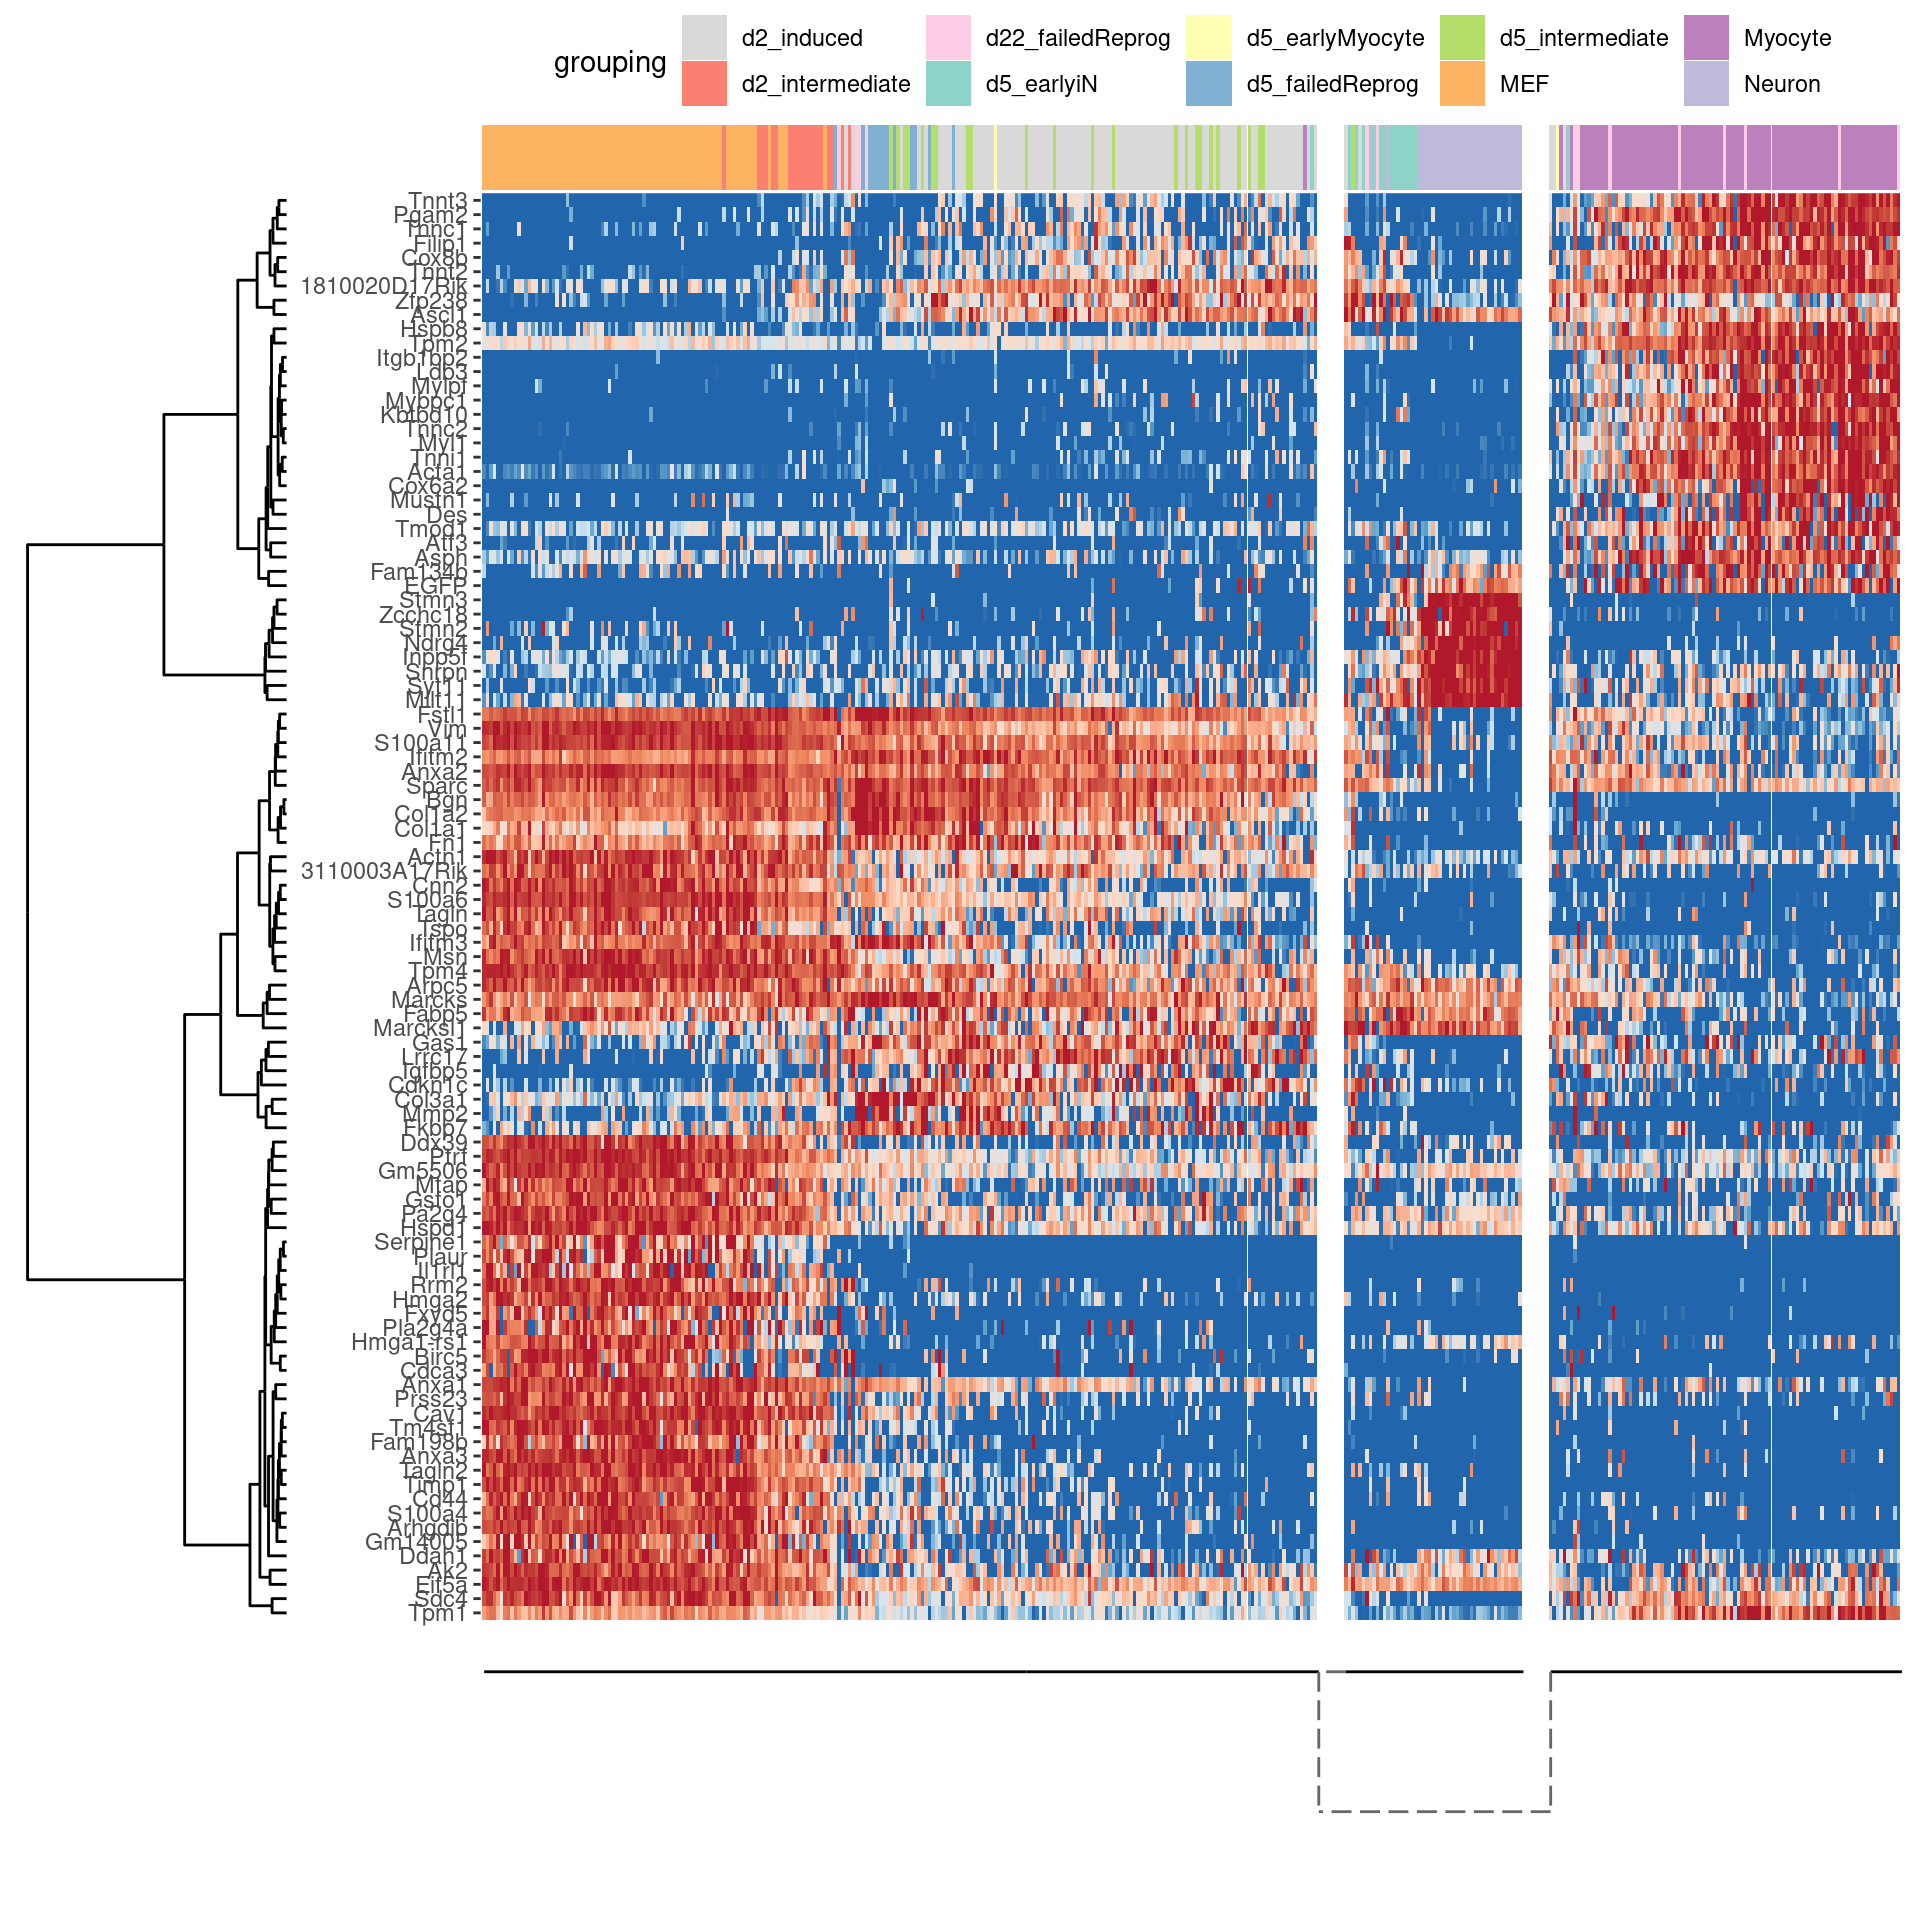 grouping
d2_induced
d22_failedReprog
d5_earlyMyocyte
d5_intermediate
Myocyte
d2_intermediate
d5_earlyiN
d5_failedReprog
MEF
Neuron
Tnnt3
Pgam2
Tnnc1
Filip1
Cox8b
Tnnt2
1810020D17Rik
Zfp238
Ascl1
Hspb8
Tpm2
Itgb1bp2
Ldb3
Mylpf
Mybpc1
Kbtbd10
Tnnc2
Myl1
Tnni1
Acta1
Cox6a2
Mustn1
Des
Tmod1
Atf3
Asph
Fam134b
EGFP
Stmn3
Zcchc18
Stmn2
Ndrg4
Inpp5f
Snrpn
Syt11
Mllt11
Fstl1
Vim
S100a11
Ifitm2
Anxa2
Sparc
Bgn
Col1a2
Col1a1
Fn1
Actn1
3110003A17Rik
Cnn2
S100a6
Tagln
Tspo
Ifitm3
Msn
Tpm4
Arpc5
Marcks
Fabp5
Marcksl1
Gas1
Lrrc17
Igfbp5
Cdkn1c
Col3a1
Mmp2
Fkbp7
Ddx39
Ptrf
Gm5506
Mtap
Gsto1
Pa2g4
Hspd1
Serpine1
Plaur
Il1rl1
Rrm2
Hmga2
Fxyd5
Pla2g4a
Hmga1-rs1
Birc5
Cdca3
Anxa1
Prss23
Cav1
Tm4sf1
Fam198b
Anxa3
Tagln2
Timp1
Cd44
S100a4
Arhgdib
Gm14005
Ddah1
Ak2
Eif5a
Sdc4
Tpm1